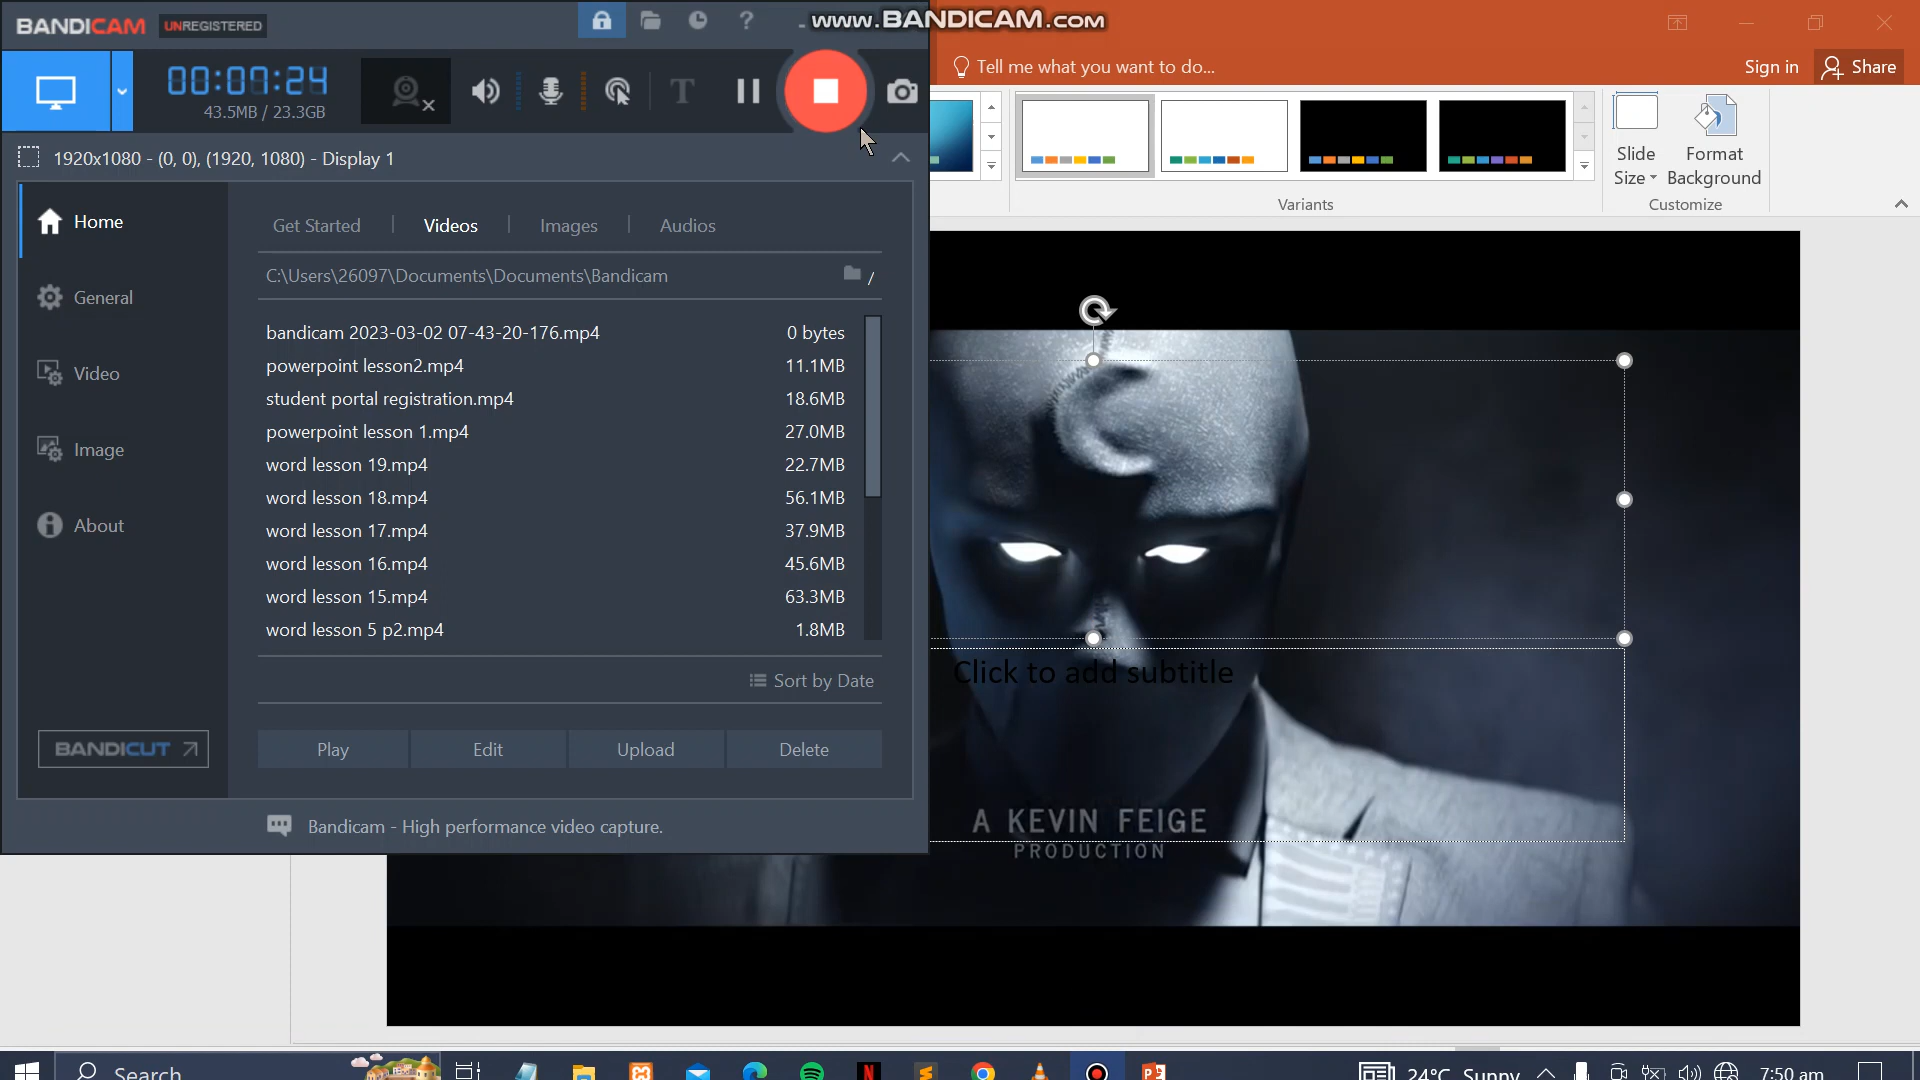 BANDICAM UNREGISTERED
www.BANDICAM.com
00:07:24
43.5MB / 23.3GB
Tell me what you want to do...
Sign in
Share
1920x1080 - (0, 0), (1920, 1080) - Display 1
Slide Size
Format Background
Variants
Customize
Home
General
Video
Image
About
BANDICUT
Get Started
Videos
Images
Audios
C:\Users\26097\Documents\Documents\Bandicam
bandicam 2023-03-02 07-43-20-176.mp4 0 bytes
powerpoint lesson2.mp4 11.1MB
student portal registration.mp4 18.6MB
powerpoint lesson 1.mp4 27.0MB
word lesson 19.mp4 22.7MB
word lesson 18.mp4 56.1MB
word lesson 17.mp4 37.9MB
word lesson 16.mp4 45.6MB
word lesson 15.mp4 63.3MB
word lesson 5 p2.mp4 1.8MB
Sort by Date
Play
Edit
Upload
Delete
Bandicam - High performance video capture.
Click to add subtitle
A KEVIN FEIGE
PRODUCTION
Search
24°C Sunny
7:50 am